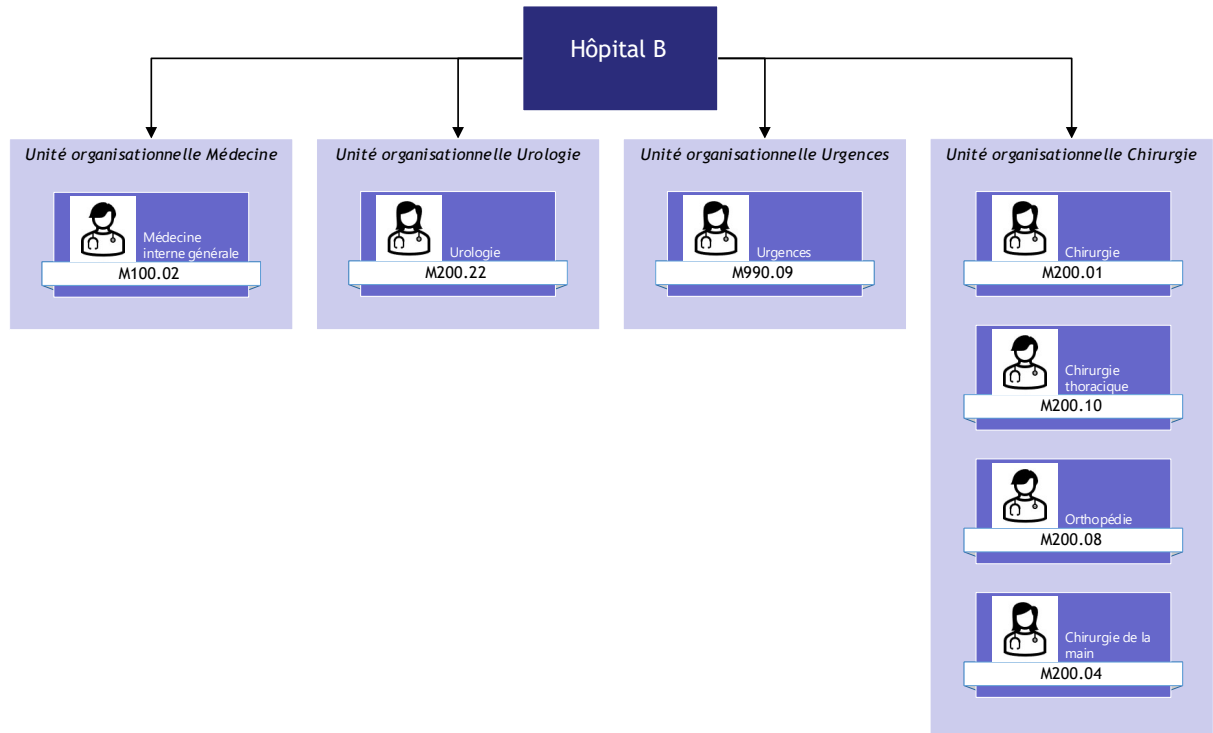 Hôpital B
Unité organisationnelle Médecine
Médecine
interne générale
M100.02
Unité organisationnelle Urologie
Urologie
M200.22
Unité organisationnelle Urgences
Urgences
M990.09
Unité organisationnelle Chirurgie
Chirurgie
M200.01
Chirurgie
thoracique
M200.10
Orthopédie
M200.08
Chirurgie de la
main
M200.04